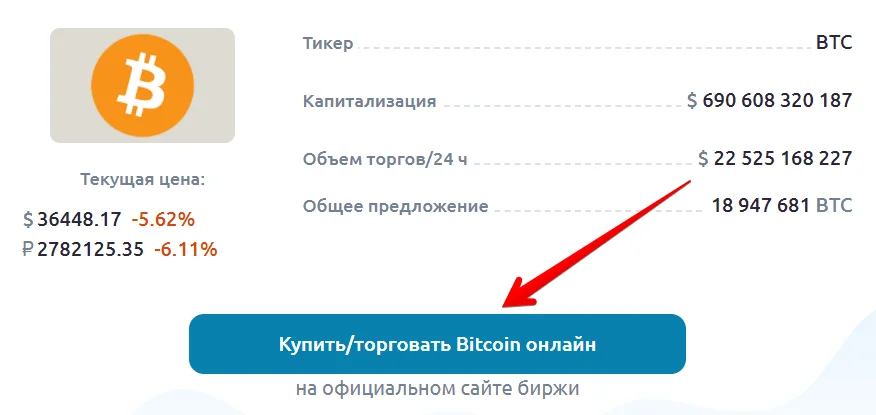 Тикер BTC
Капитализация $ 690 608 320 187
Объем торгов/24 ч $ 22 525 168 227
Общее предложение 18 947 681 BTC
Текущая цена:
$ 36448.17 -5.62%
₽ 2782125.35 -6.11%
Купить/торговать Bitcoin онлайн
на официальном сайте биржи